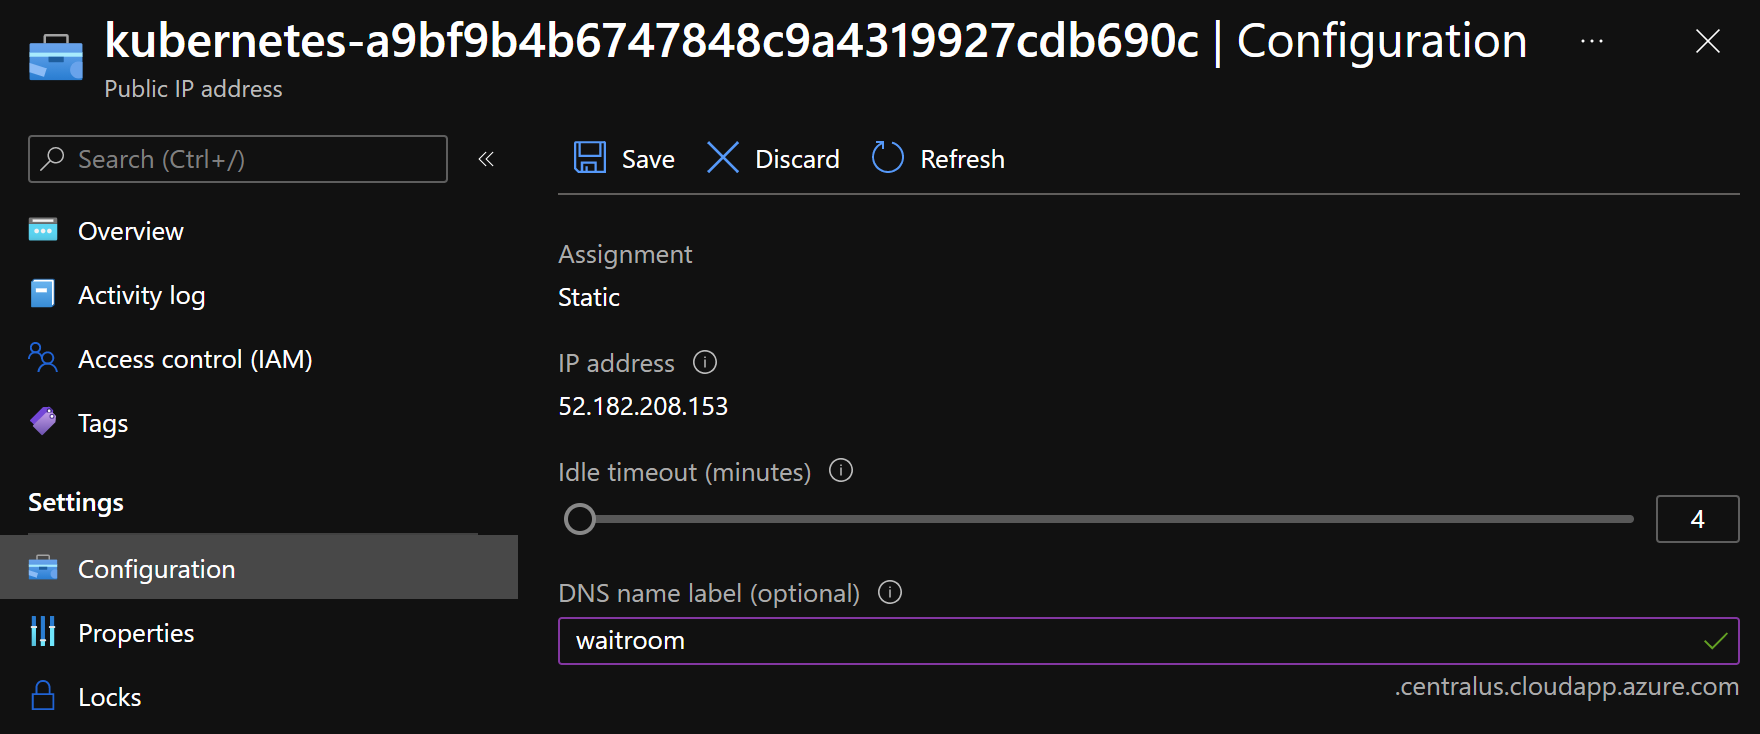 kubernetes-a9bf9b4b6747848c9a4319927cdb690c | Configuration ...
Public IP address
Search (Ctrl+/)
«
Overview
Activity log
Access control (IAM)
Tags
Settings
Configuration
Properties
Locks
Save Discard Refresh
Assignment
Static
IP address
52.182.208.153
Idle timeout (minutes)
4
DNS name label (optional)
waitroom
.centralus.cloudapp.azure.com